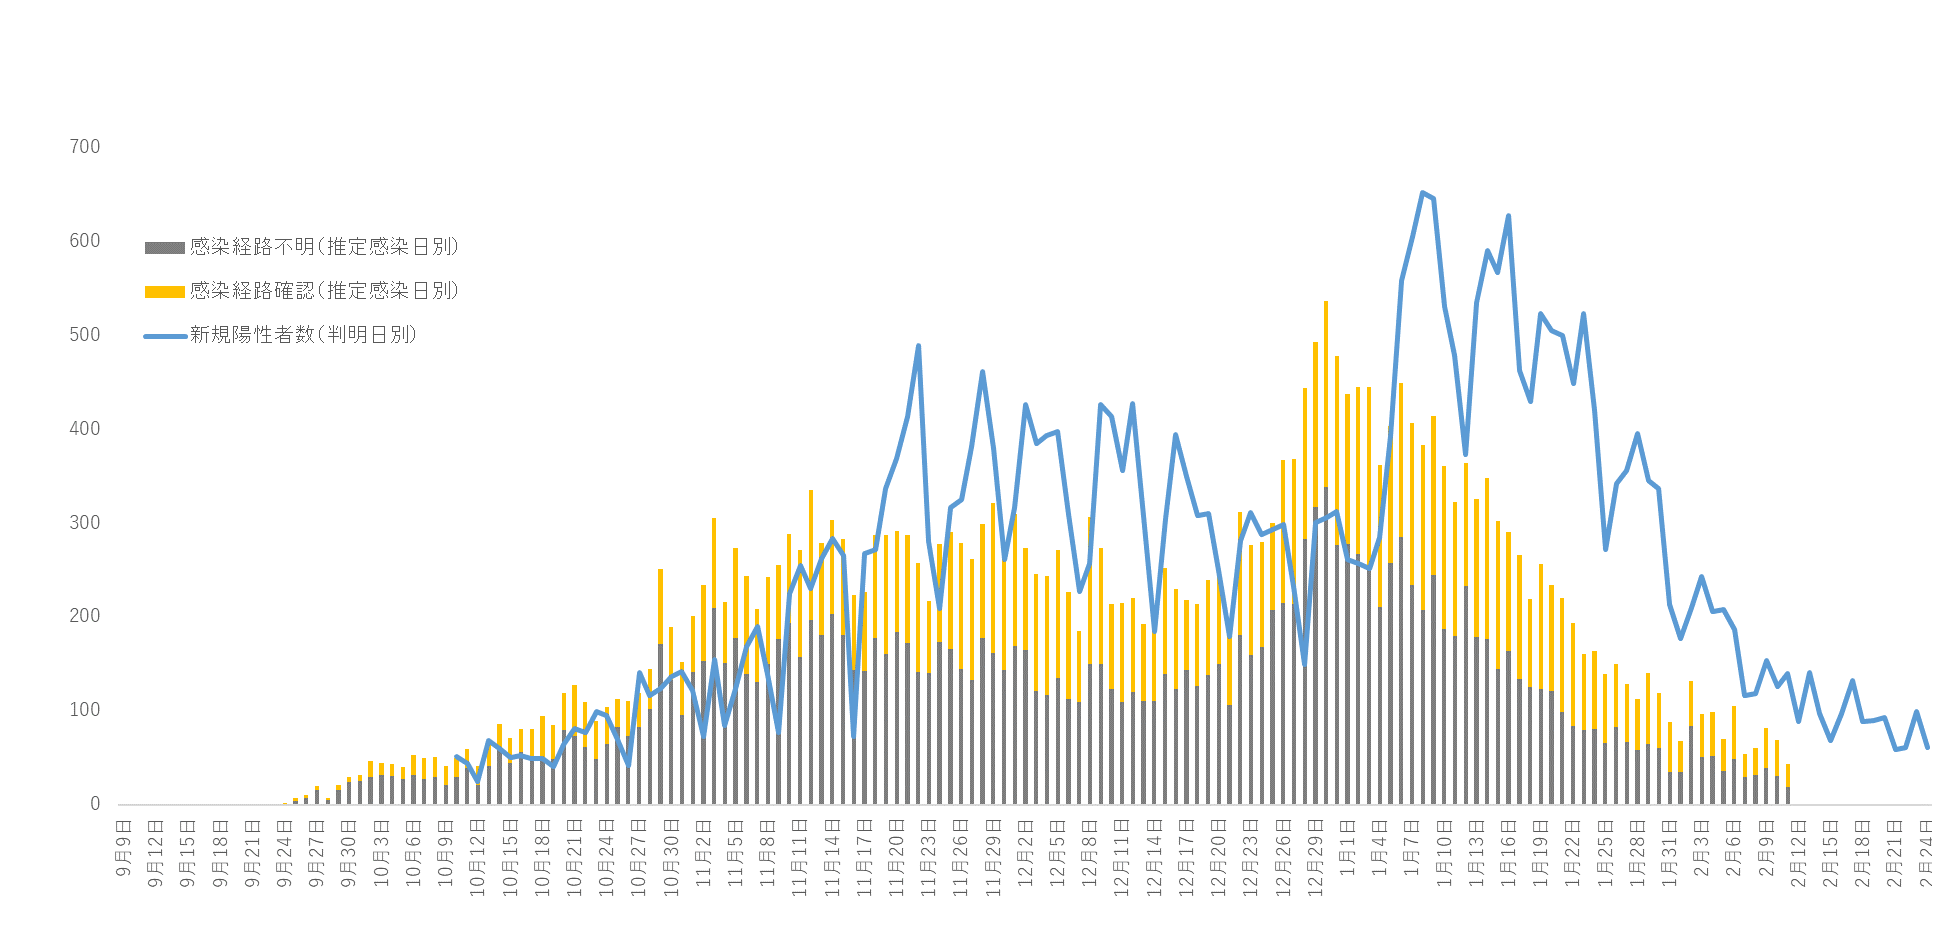 700
600
500
400
300
200
100
0
感染経路不明(推定感染日別)
感染経路確認(推定感染日別)
新規陽性者数(判明日別)
9月9日
9月12日
9月15日
9月18日
9月21日
9月24日
9月27日
9月30日
10月3日
10月6日
10月9日
10月12日
10月15日
10月18日
10月21日
10月24日
10月27日
10月30日
11月2日
11月5日
11月8日
11月11日
11月14日
11月17日
11月20日
11月23日
11月26日
11月29日
12月2日
12月5日
12月8日
12月11日
12月14日
12月17日
12月20日
12月23日
12月26日
12月29日
1月1日
1月4日
1月7日
1月10日
1月13日
1月16日
1月19日
1月22日
1月25日
1月28日
1月31日
2月3日
2月6日
2月9日
2月12日
2月15日
2月18日
2月21日
2月24日